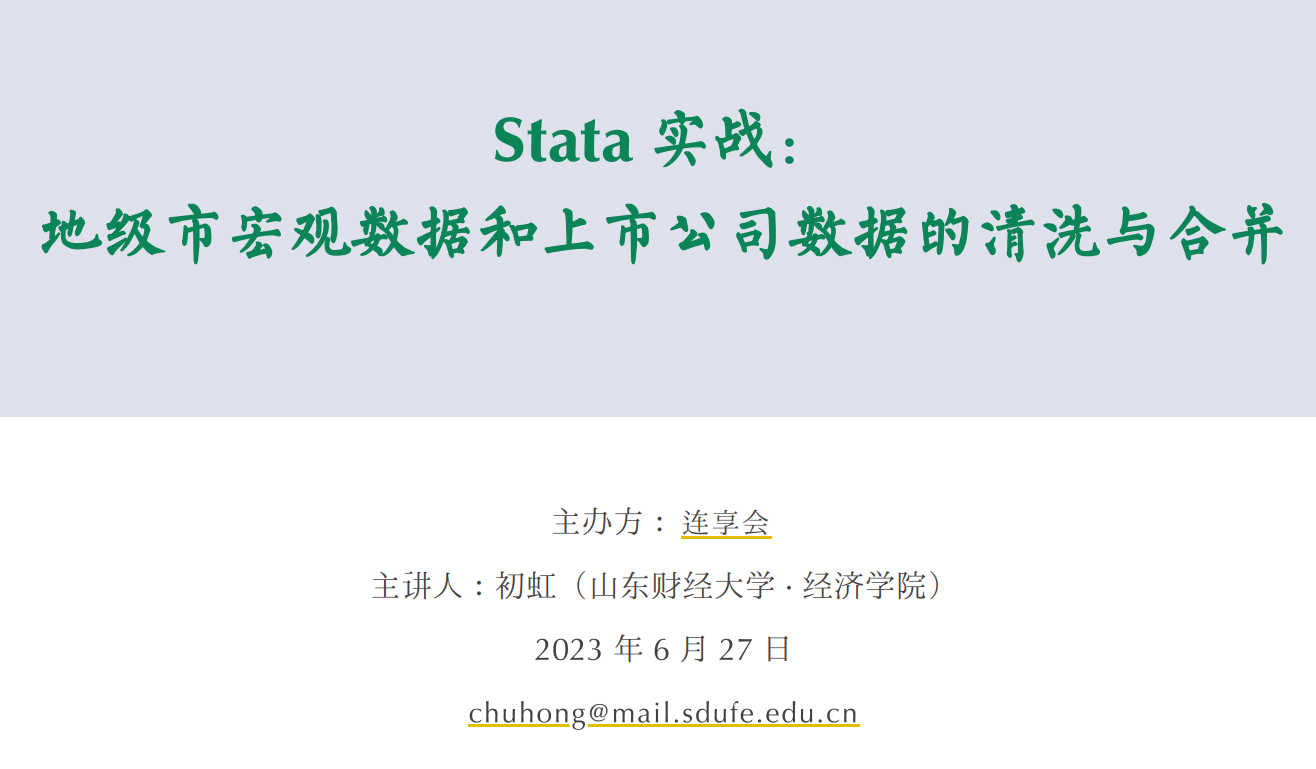 Stata 实战：
地级市宏观数据和上市公司数据的清洗与合并
主办方：连享会
主讲人：初虹（山东财经大学 · 经济学院）
2023 年 6 月 27 日
chuhong@mail.sdufe.edu.cn